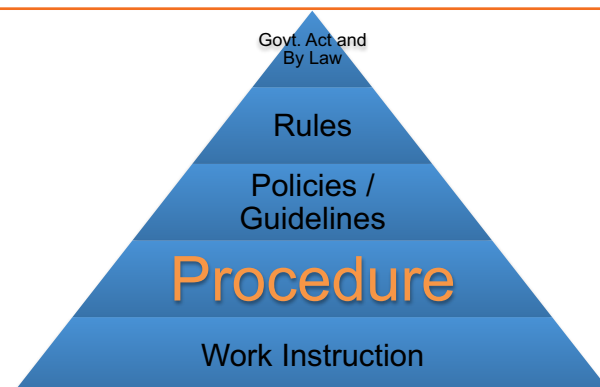 Govt. Act and
By Law
Rules
Policies /
Guidelines
Procedure
Work Instruction